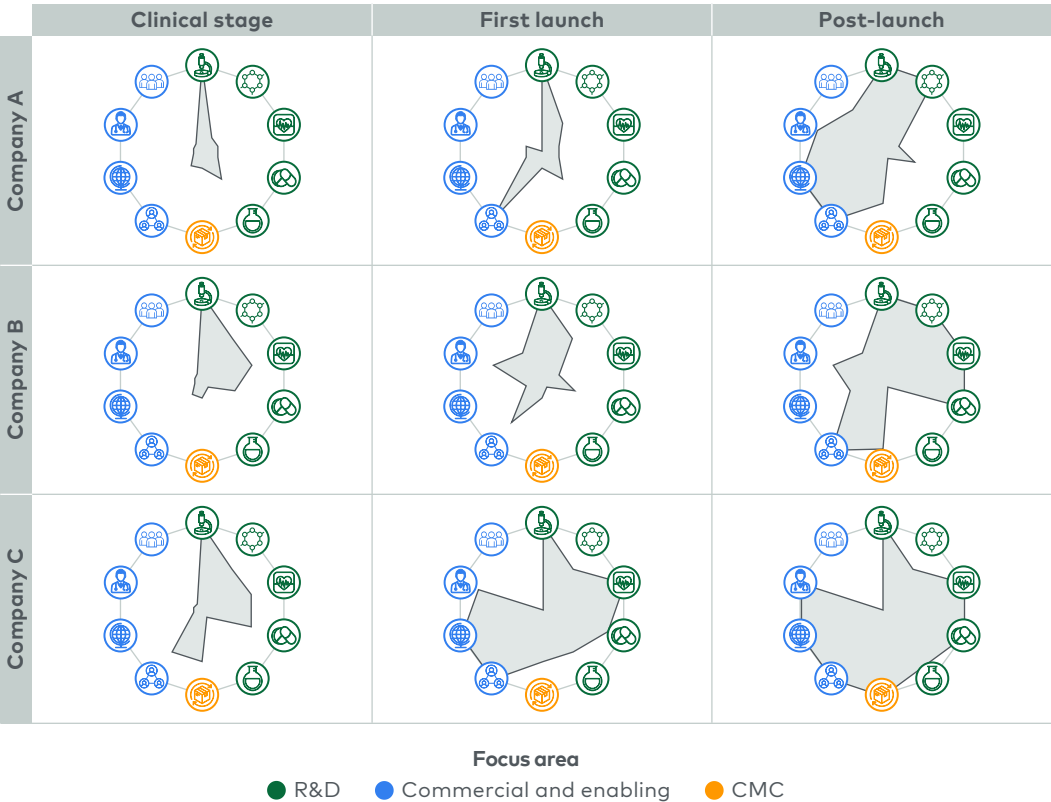 Clinical stage
First launch
Post-launch
Company A
Company B
Company C
Focus area
R&D
Commercial and enabling
CMC